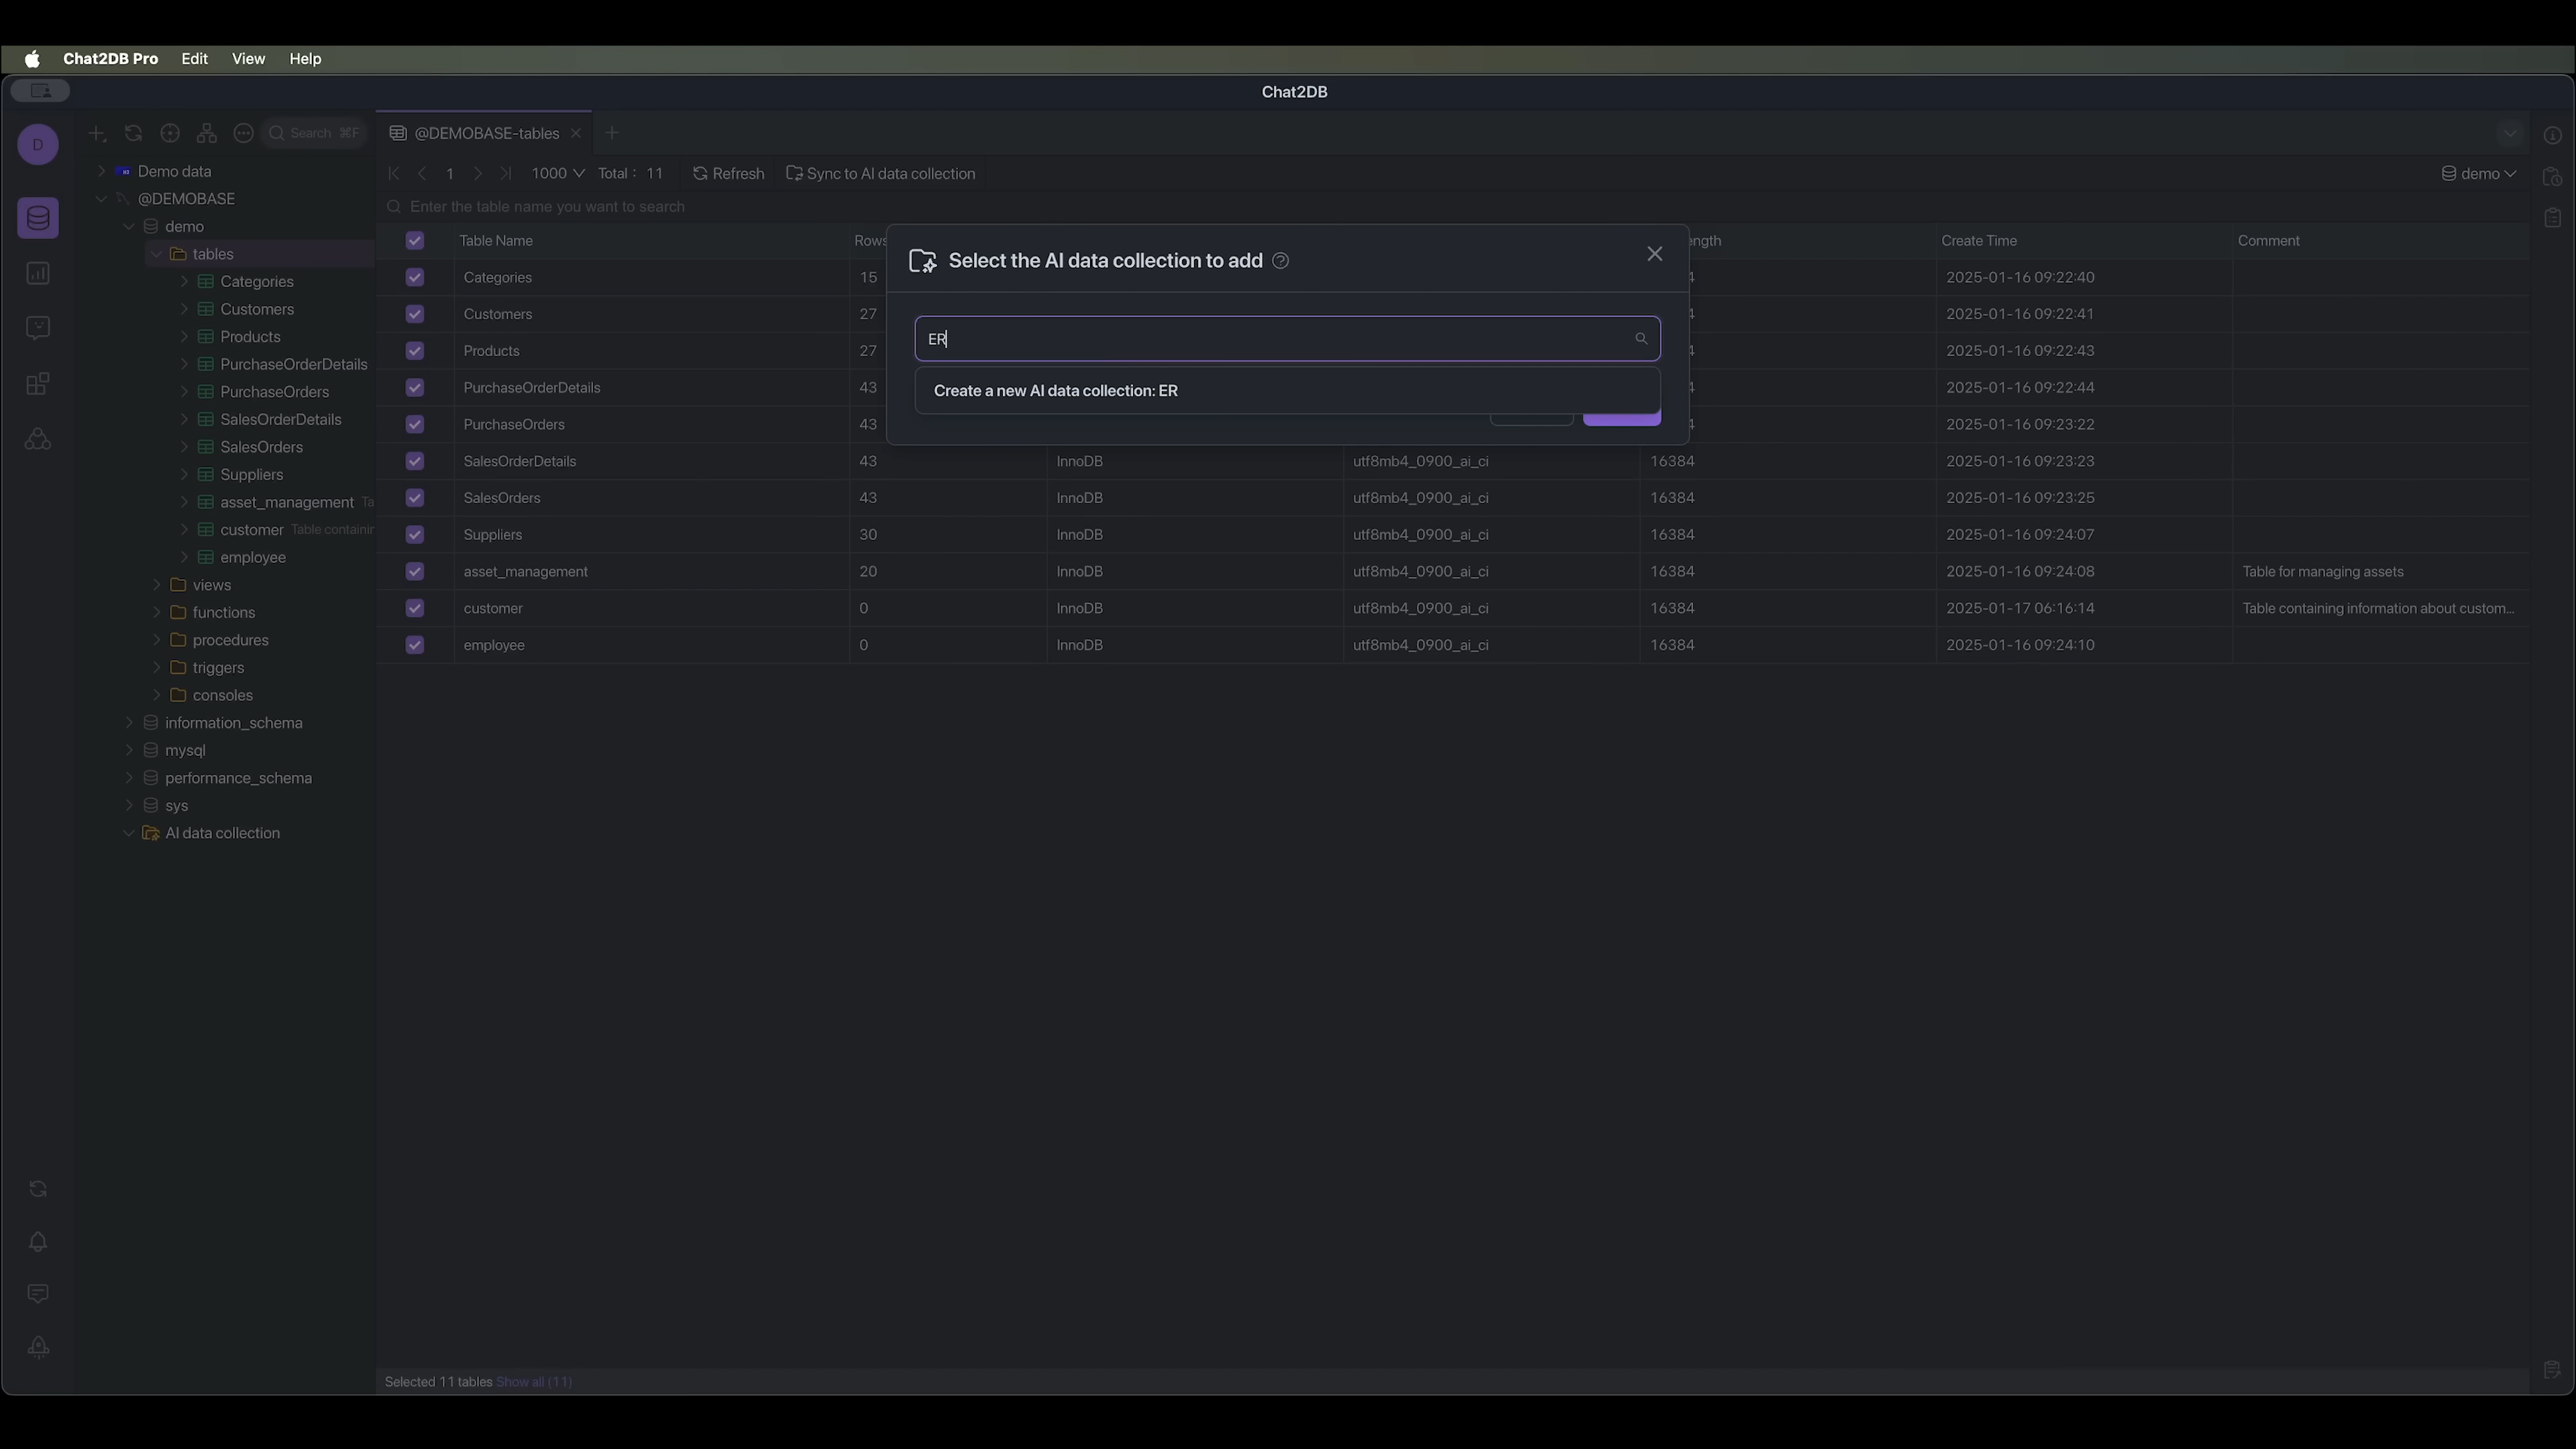 Chat2DB Pro Edit View Help
Chat2DB
D
Search ⌘F
@DEMOBASE-tables
1 1000 Total : 11 Refresh Sync to AI data collection demo
Enter the table name you want to search
Demo data
@DEMOBASE
demo
tables
Categories
Customers
Products
PurchaseOrderDetails
PurchaseOrders
SalesOrderDetails
SalesOrders
Suppliers
asset_management Ta
customer Table containin
employee
views
functions
procedures
triggers
consoles
information_schema
mysql
performance_schema
sys
AI data collection
Table Name Rows ength Create Time Comment
Categories 15 4 2025-01-16 09:22:40
Customers 27 4 2025-01-16 09:22:41
Products 27 4 2025-01-16 09:22:43
PurchaseOrderDetails 43 4 2025-01-16 09:22:44
PurchaseOrders 43 4 2025-01-16 09:23:22
SalesOrderDetails 43 InnoDB utf8mb4_0900_ai_ci 16384 2025-01-16 09:23:23
SalesOrders 43 InnoDB utf8mb4_0900_ai_ci 16384 2025-01-16 09:23:25
Suppliers 30 InnoDB utf8mb4_0900_ai_ci 16384 2025-01-16 09:24:07
asset_management 20 InnoDB utf8mb4_0900_ai_ci 16384 2025-01-16 09:24:08 Table for managing assets
customer 0 InnoDB utf8mb4_0900_ai_ci 16384 2025-01-17 06:16:14 Table containing information about custom...
employee 0 InnoDB utf8mb4_0900_ai_ci 16384 2025-01-16 09:24:10
Select the AI data collection to add
ER
Create a new AI data collection: ER
Selected 11 tables Show all (11)